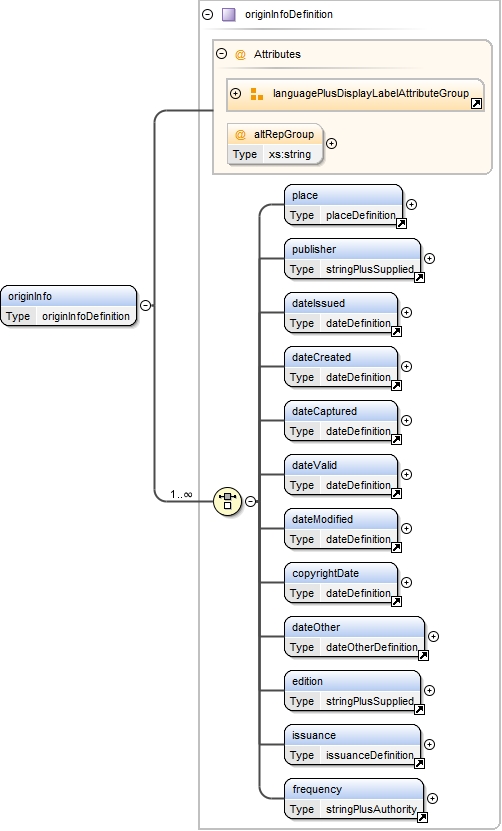 originInfoDefinition
@ Attributes
languagePlusDisplayLabelAttributeGroup
@ altRepGroup
Type xs:string
place
Type placeDefinition
publisher
Type stringPlusSupplied
originInfo
Type originInfoDefinition
dateIssued
Type dateDefinition
dateCreated
Type dateDefinition
dateCaptured
Type dateDefinition
dateValid
Type dateDefinition
1..∞
dateModified
Type dateDefinition
copyrightDate
Type dateDefinition
dateOther
Type dateOtherDefinition
edition
Type stringPlusSupplied
issuance
Type issuanceDefinition
frequency
Type stringPlusAuthority